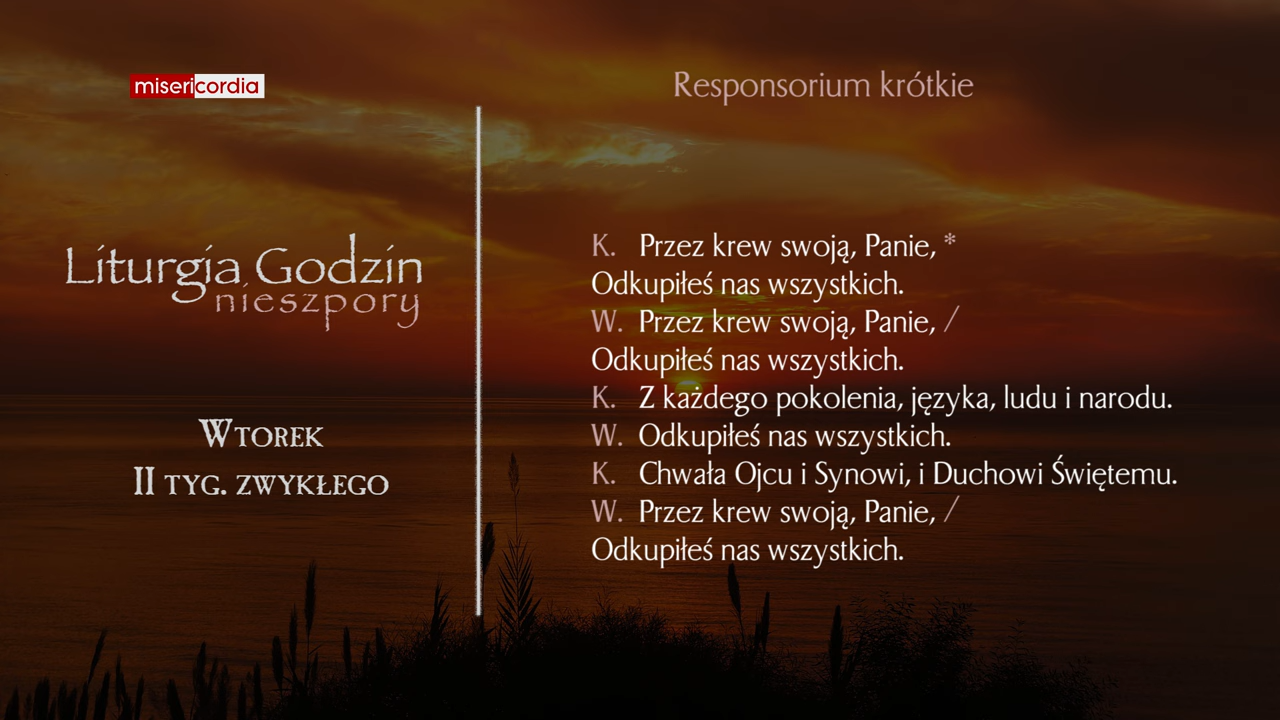 misericordia
Liturgia Godzin
nieszpory
Wtorek
II tyg. zwykłego
Responsorium krótkie
K. Przez krew swoją, Panie, *
Odkupiłeś nas wszystkich.
W. Przez krew swoją, Panie, /
Odkupiłeś nas wszystkich.
K. Z każdego pokolenia, języka, ludu i narodu.
W. Odkupiłeś nas wszystkich.
K. Chwała Ojcu i Synowi, i Duchowi Świętemu.
W. Przez krew swoją, Panie, /
Odkupiłeś nas wszystkich.